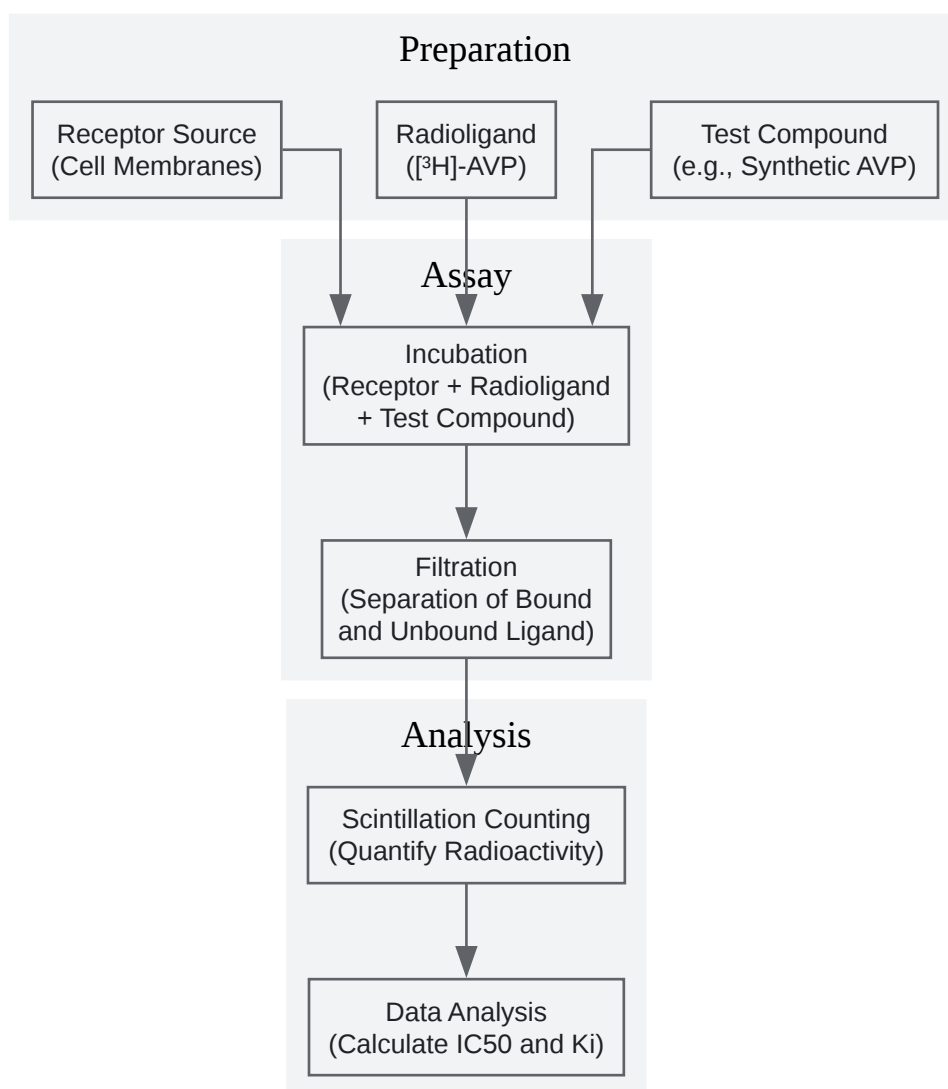 Preparation
Receptor Source
(Cell Membranes)
Radioligand
([³H]-AVP)
Test Compound
(e.g., Synthetic AVP)
Assay
Incubation
(Receptor + Radioligand
+ Test Compound)
Filtration
(Separation of Bound
and Unbound Ligand)
Analysis
Scintillation Counting
(Quantify Radioactivity)
Data Analysis
(Calculate IC50 and Ki)